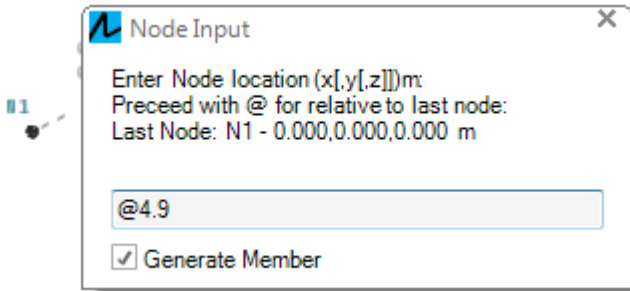 Node Input
Enter Node location (x[,y[,z]])m:
Preceed with @ for relative to last node:
Last Node: N1 - 0.000,0.000,0.000 m
N1
@4.9
Generate Member